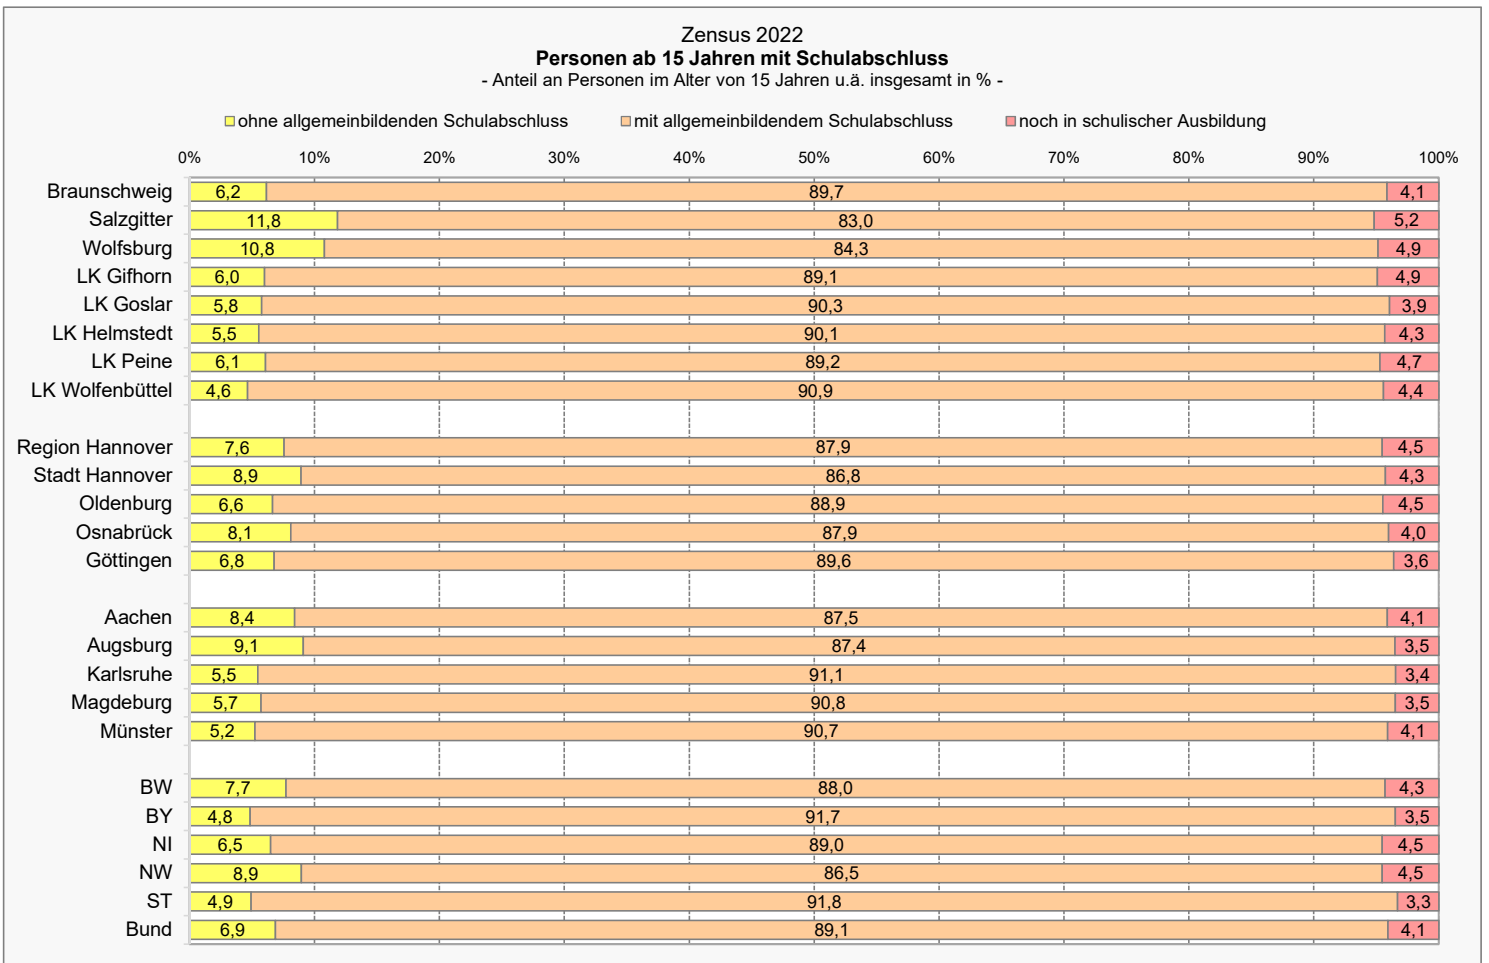 Zensus 2022
Personen ab 15 Jahren mit Schulabschluss
- Anteil an Personen im Alter von 15 Jahren u.ä. insgesamt in % -
ohne allgemeinbildenden Schulabschluss mit allgemeinbildendem Schulabschluss noch in schulischer Ausbildung
0% 10% 20% 30% 40% 50% 60% 70% 80% 90% 100%
Braunschweig 6,2 89,7 4,1
Salzgitter 11,8 83,0 5,2
Wolfsburg 10,8 84,3 4,9
LK Gifhorn 6,0 89,1 4,9
LK Goslar 5,8 90,3 3,9
LK Helmstedt 5,5 90,1 4,3
LK Peine 6,1 89,2 4,7
LK Wolfenbüttel 4,6 90,9 4,4
Region Hannover 7,6 87,9 4,5
Stadt Hannover 8,9 86,8 4,3
Oldenburg 6,6 88,9 4,5
Osnabrück 8,1 87,9 4,0
Göttingen 6,8 89,6 3,6
Aachen 8,4 87,5 4,1
Augsburg 9,1 87,4 3,5
Karlsruhe 5,5 91,1 3,4
Magdeburg 5,7 90,8 3,5
Münster 5,2 90,7 4,1
BW 7,7 88,0 4,3
BY 4,8 91,7 3,5
NI 6,5 89,0 4,5
NW 8,9 86,5 4,5
ST 4,9 91,8 3,3
Bund 6,9 89,1 4,1